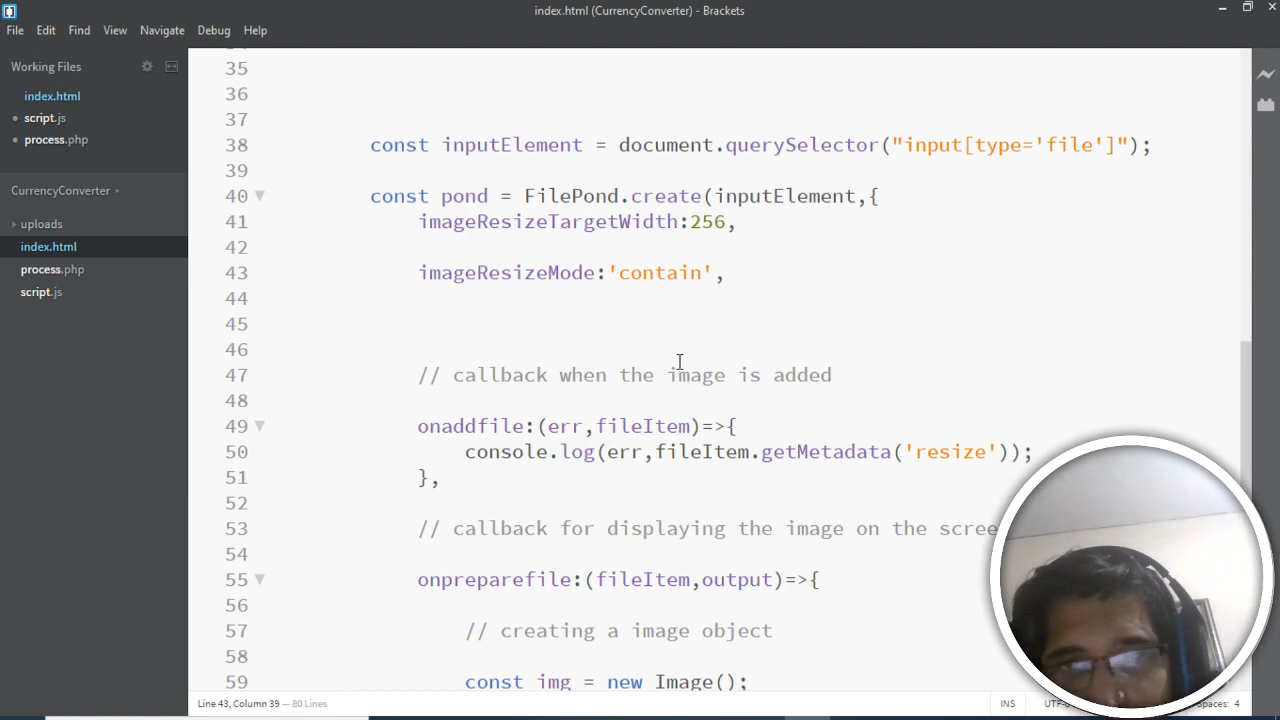 index.html (CurrencyConverter) - Brackets
File Edit Find View Navigate Debug Help
Working Files
index.html
script.js
process.php
CurrencyConverter
uploads
index.html
process.php
script.js
35
36
37
38 const inputElement = document.querySelector("input[type='file']");
39
40 const pond = FilePond.create(inputElement,{
41 imageResizeTargetWidth:256,
42
43 imageResizeMode:'contain',
44
45
46
47 // callback when the image is added
48
49 onaddfile:(err,fileItem)=>{
50 console.log(err,fileItem.getMetadata('resize'));
51 },
52
53 // callback for displaying the image on the scree
54
55 onpreparefile:(fileItem,output)=>{
56
57 // creating a image object
58
59 const img = new Image();
Line 43, Column 39 — 80 Lines
INS UTF-8 Spaces: 4